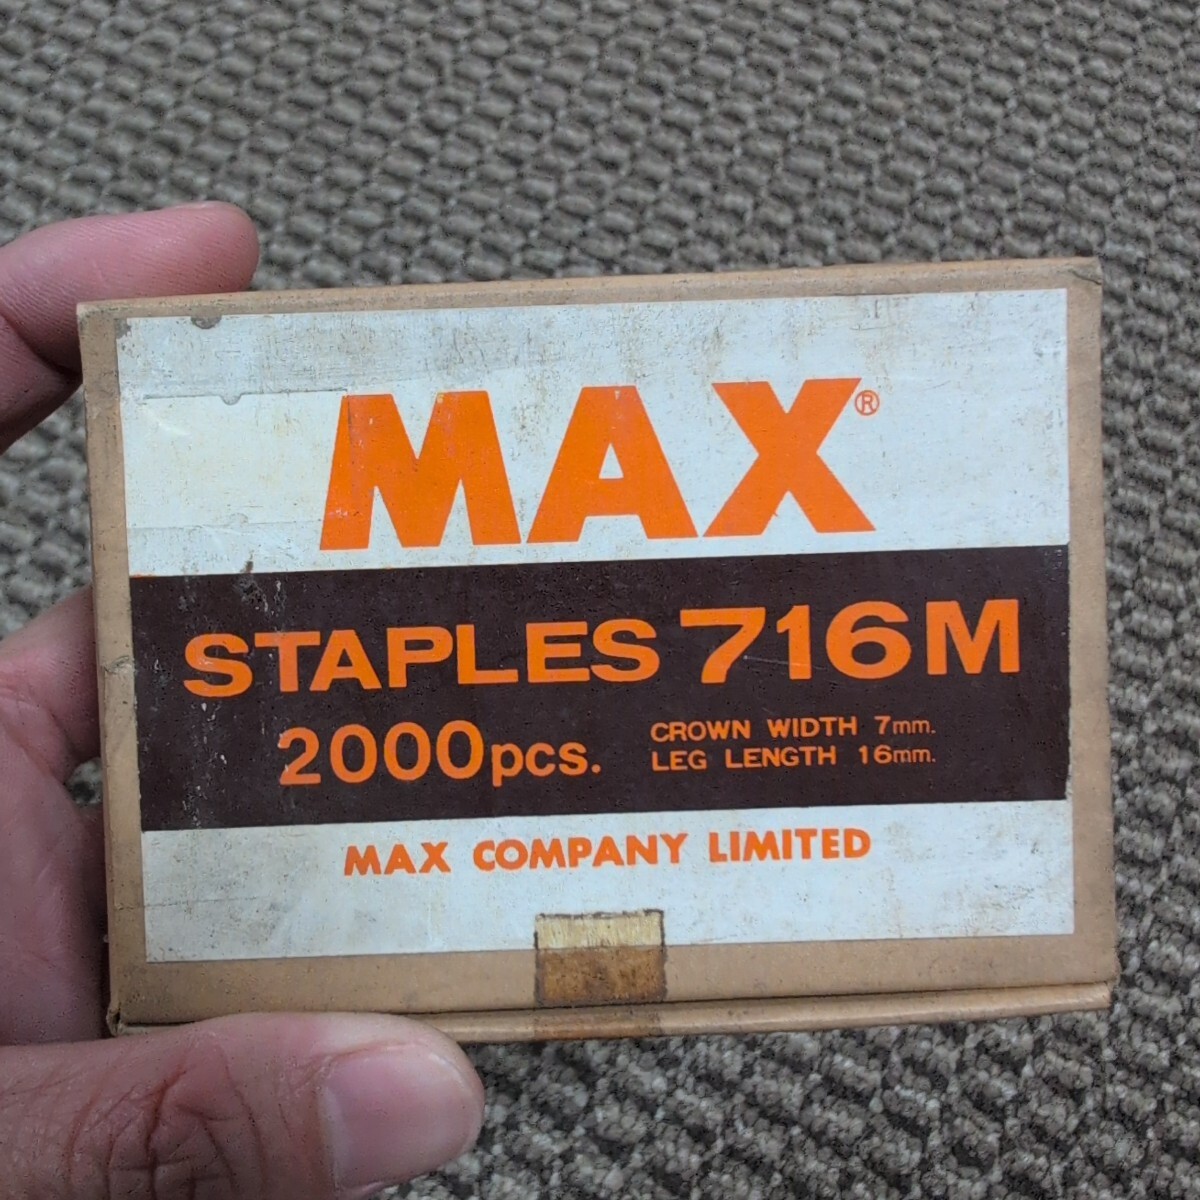 MAX®
STAPLES 716M
2000pcs.
CROWN WIDTH 7mm.
LEG LENGTH 16mm.
MAX COMPANY LIMITED